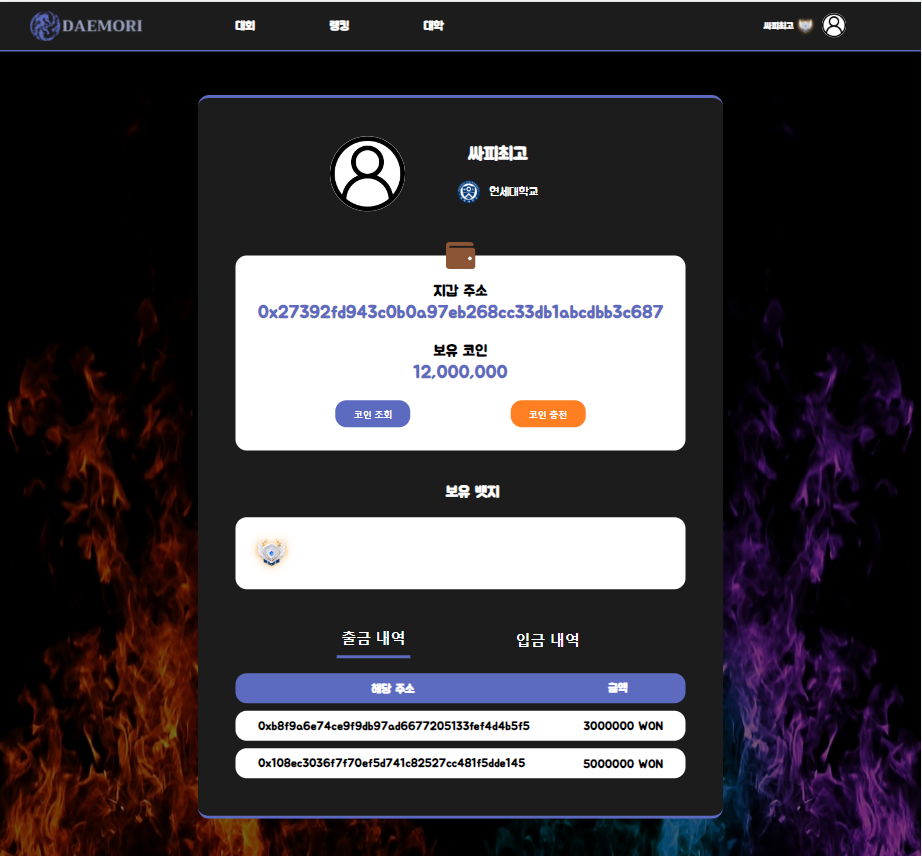 DAEMORI
대회
랭킹
대학
싸피최고
싸피최고
연세대학교
지갑 주소
0x27392fd943c0b0a97eb268cc33db1abcdbb3c687
보유 코인
12,000,000
코인 조회
코인 충전
보유 뱃지
출금 내역
입금 내역
해당 주소
금액
0xb8f9a6e74ce9f9db97ad6677205133fef4d4b5f5
3000000 WON
0x108ec3036f7f70ef5d741c82527cc481f5dde145
5000000 WON